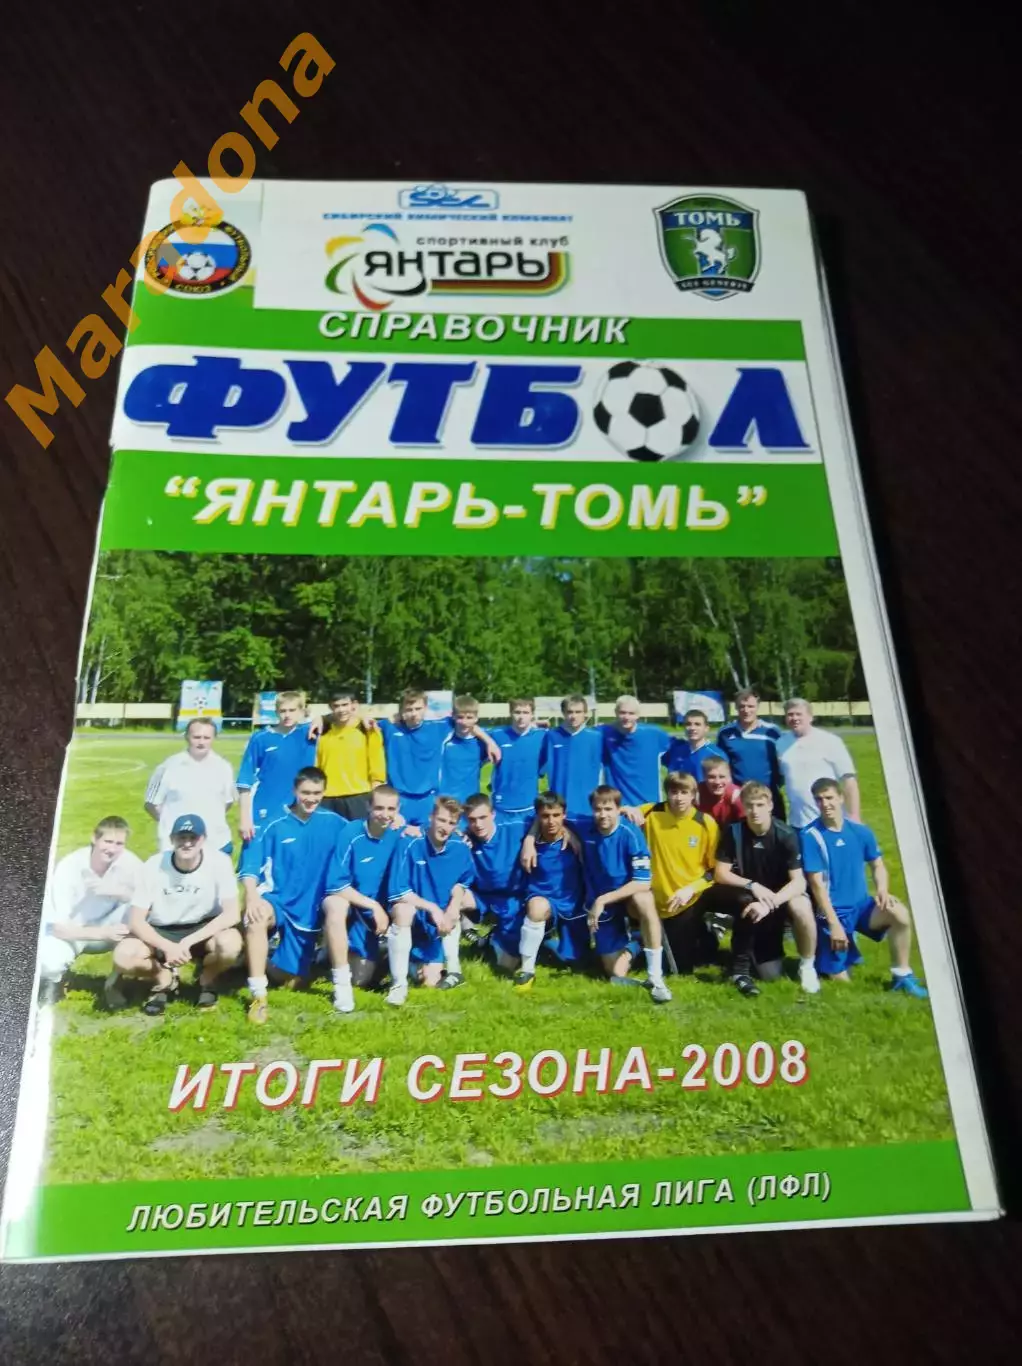 Maradona
СИБИРСКИЙ ХИМИЧЕСКИЙ КОМБИНАТ
спортивный клуб
ЯНТАРЬ
СОЮЗ
ТОМЬ
СПРАВОЧНИК
ФУТБОЛ
"ЯНТАРЬ-ТОМЬ"
ИТОГИ СЕЗОНА-2008
ЛЮБИТЕЛЬСКАЯ ФУТБОЛЬНАЯ ЛИГА (ЛФЛ)